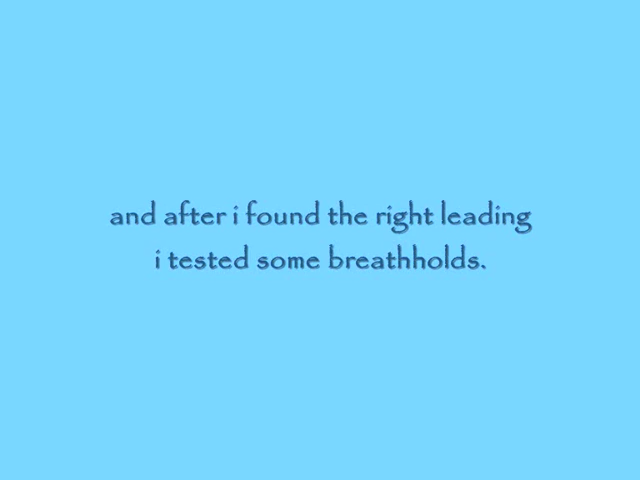 and after i found the right leading
i tested some breathholds.